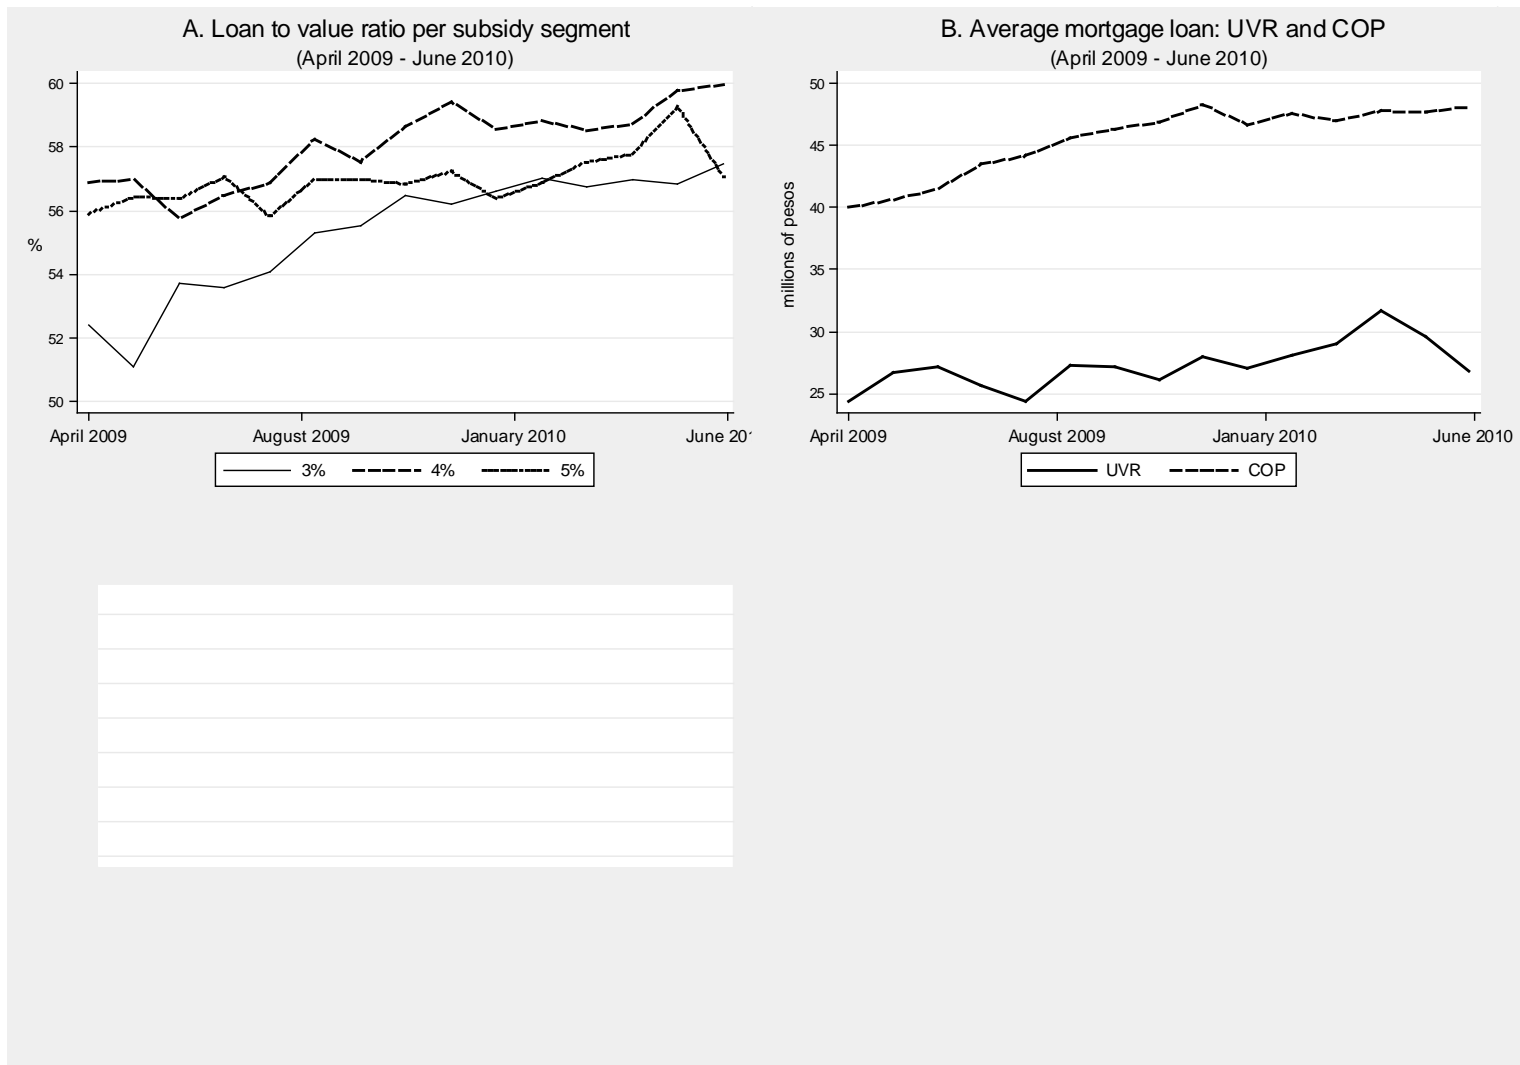 A. Loan to value ratio per subsidy segment
(April 2009 - June 2010)
60
58
56
%
54
52
50
April 2009 August 2009 January 2010 June 20
3% 4% 5%
B. Average mortgage loan: UVR and COP
(April 2009 - June 2010)
50
45
40
millions of pesos
35
30
25
April 2009 August 2009 January 2010 June 2010
UVR COP